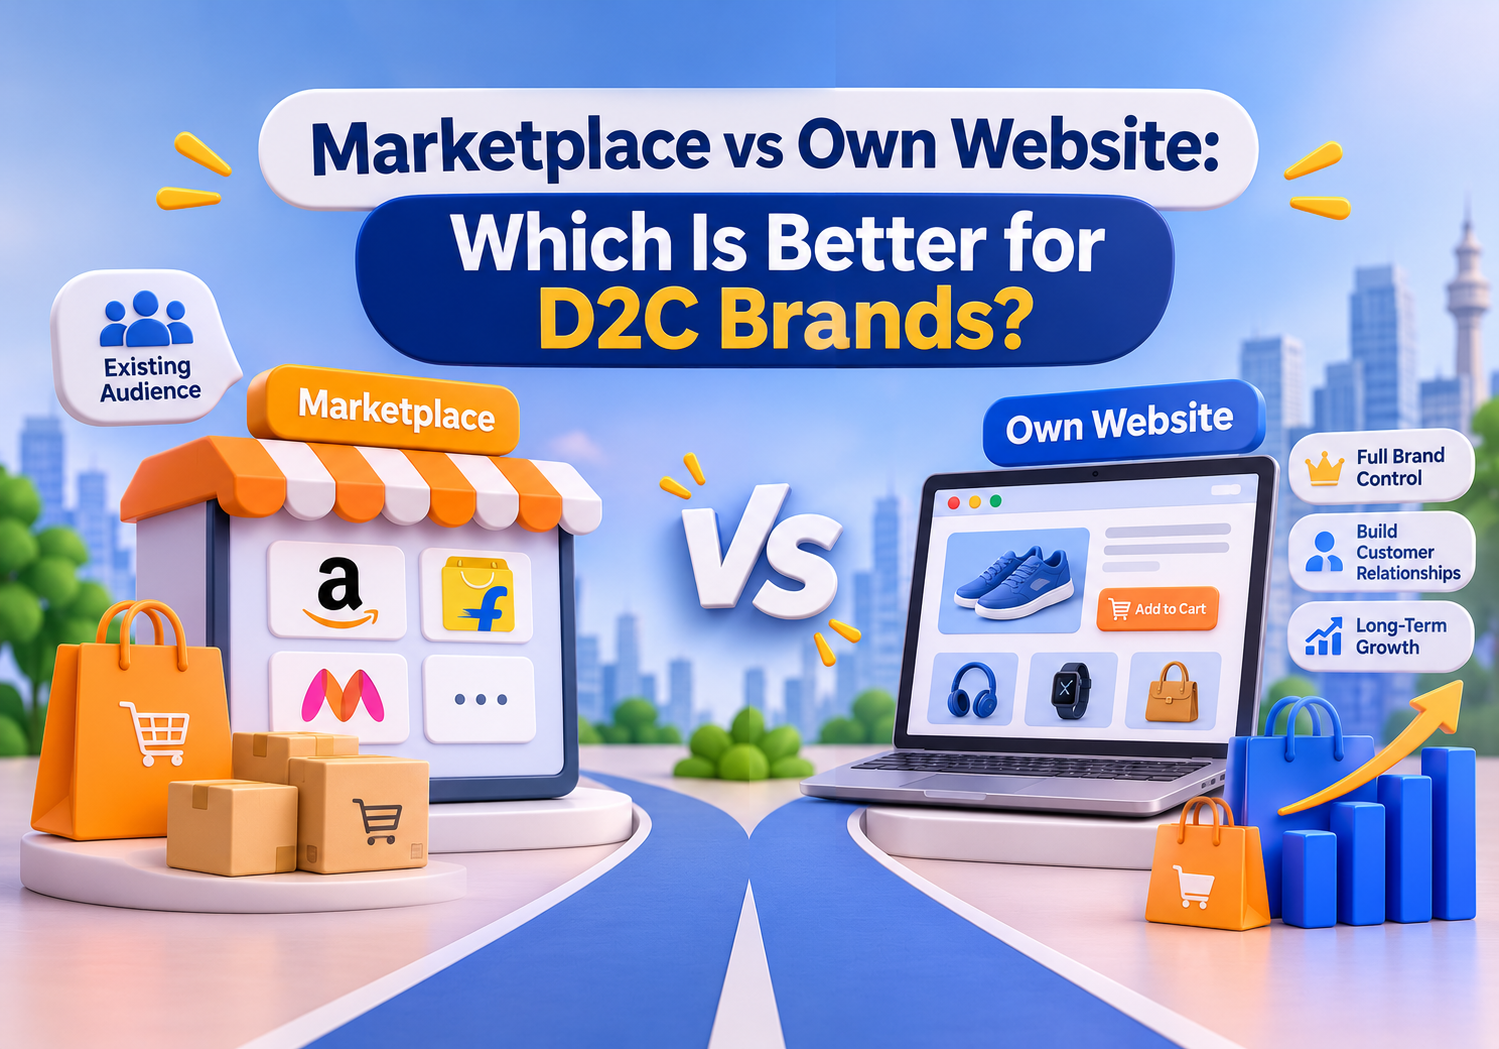 Marketplace vs Own Website:
Which Is Better for
D2C Brands?
Existing
Audience
Marketplace
a
f
M
VS
Own Website
Add to Cart
Full Brand
Control
Build
Customer
Relationships
Long-Term
Growth